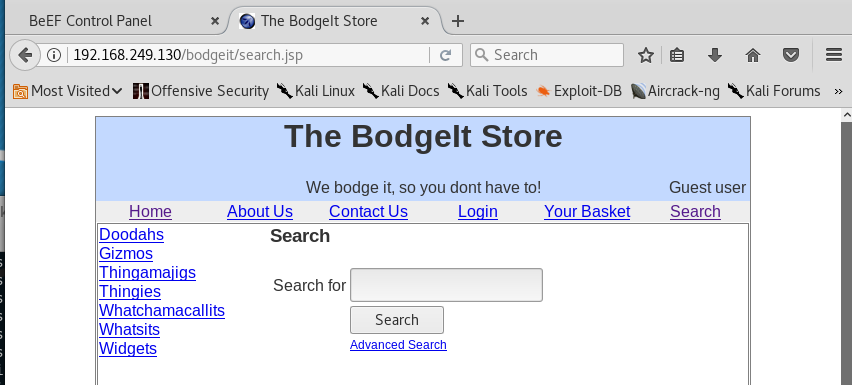 BeEF Control Panel × The BodgeIt Store × +
192.168.249.130/bodgeit/search.jsp Search
Most Visited Offensive Security Kali Linux Kali Docs Kali Tools Exploit-DB Aircrack-ng Kali Forums »
The BodgeIt Store
We bodge it, so you dont have to! Guest user
Home About Us Contact Us Login Your Basket Search
Doodahs
Gizmos
Thingamajigs
Thingies
Whatchamacallits
Whatsits
Widgets
Search
Search for
Search
Advanced Search